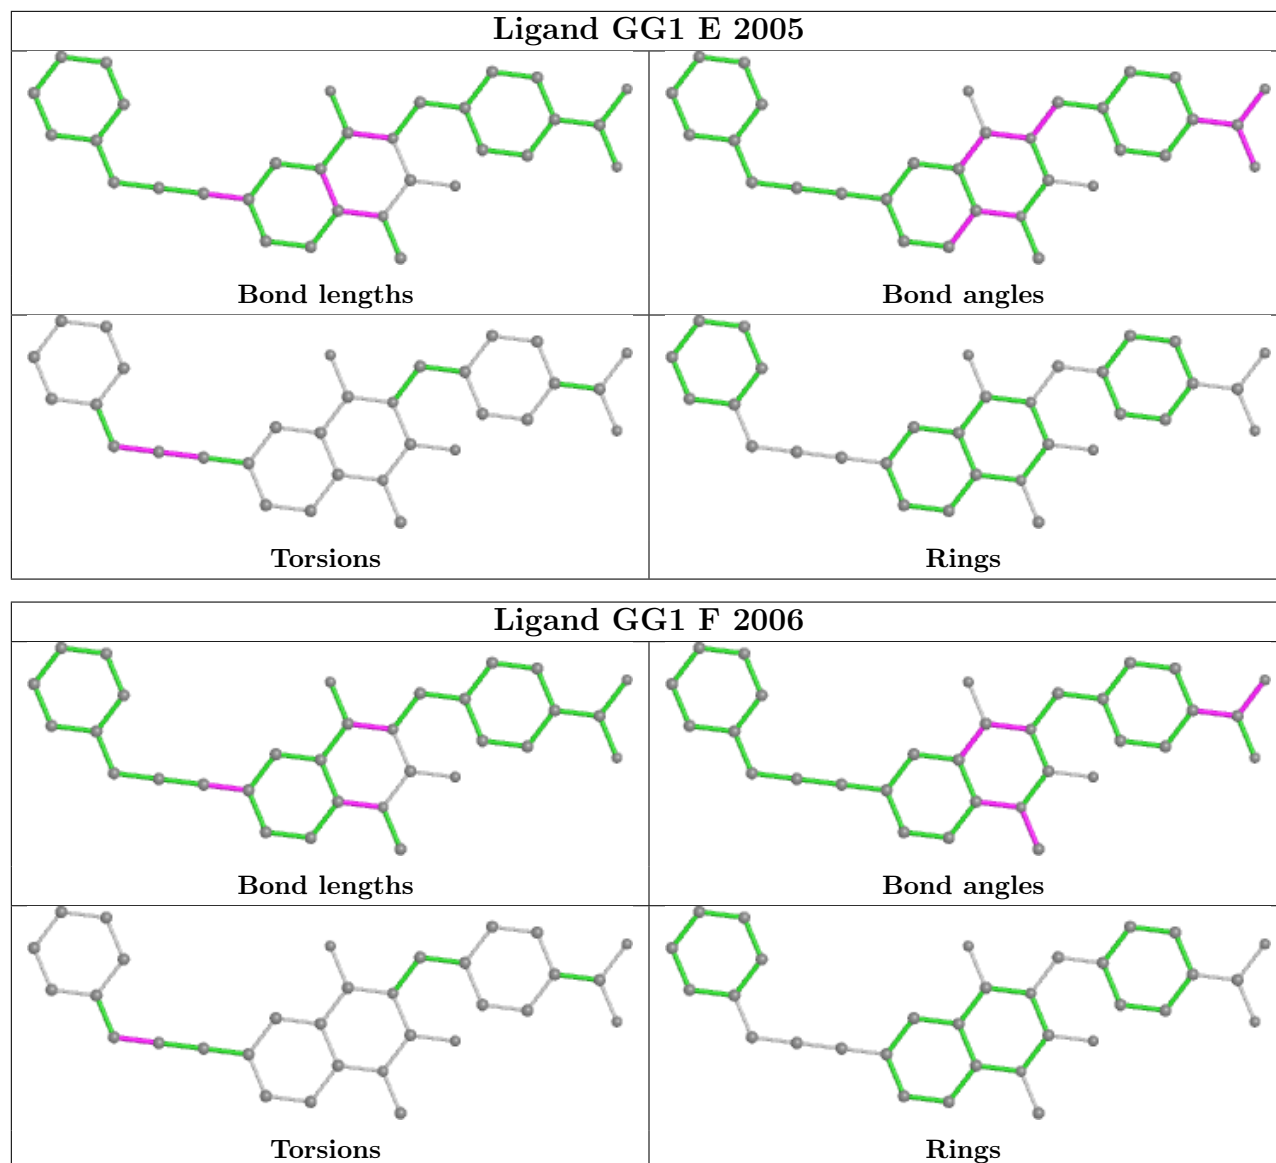 Ligand GG1 E 2005
Bond lengths
Bond angles
Torsions
Rings
Ligand GG1 F 2006
Bond lengths
Bond angles
Torsions
Rings